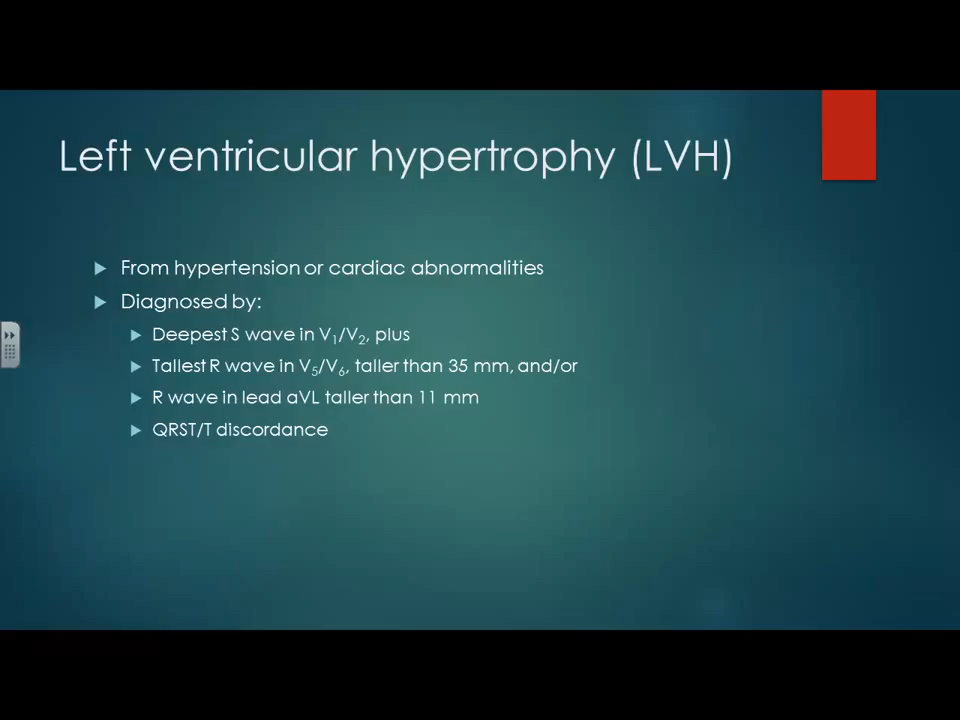 Left ventricular hypertrophy (LVH)
From hypertension or cardiac abnormalities
Diagnosed by:
Deepest S wave in V₁/V₂, plus
Tallest R wave in V₅/V₆, taller than 35 mm, and/or
R wave in lead aVL taller than 11 mm
QRST/T discordance